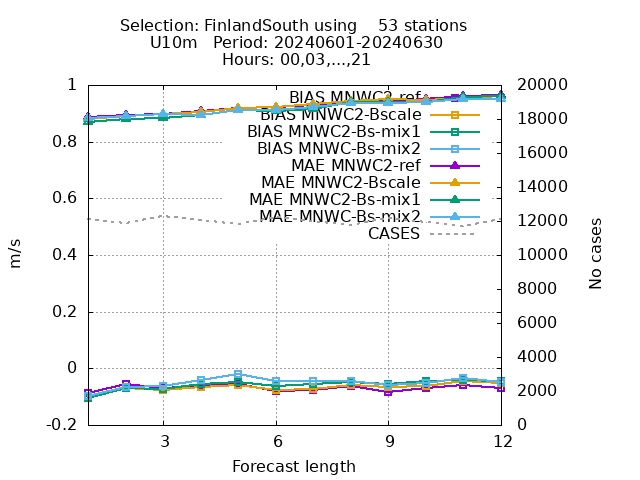 Selection: FinlandSouth using    53 stations
U10m   Period: 20240601-20240630
Hours: 00,03,...,21
1
0.8
0.6
0.4
0.2
0
-0.2
m/s
BIAS MNWC2-ref
BIAS MNWC2-Bscale
BIAS MNWC2-Bs-mix1
BIAS MNWC-Bs-mix2
MAE MNWC2-ref
MAE MNWC2-Bscale
MAE MNWC2-Bs-mix1
MAE MNWC-Bs-mix2
CASES
20000
18000
16000
14000
12000
10000
8000
6000
4000
2000
0
No cases
3
6
9
12
Forecast length